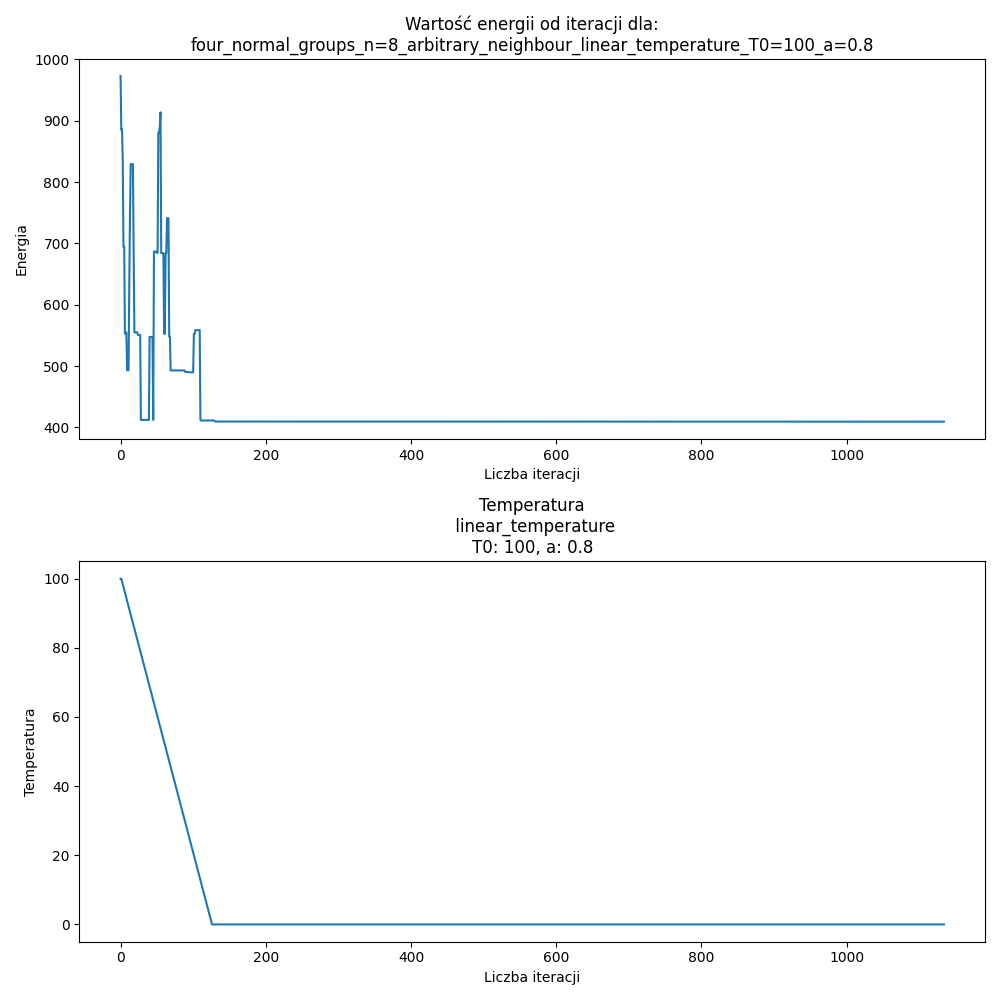 Wartość energii od iteracji dla:
four_normal_groups_n=8_arbitrary_neighbour_linear_temperature_T0=100_a=0.8
1000
900
800
700
600
500
400
Energia
0
200
400
600
800
1000
Liczba iteracji
Temperatura
linear_temperature
T0: 100, a: 0.8
100
80
60
40
20
0
Temperatura
0
200
400
600
800
1000
Liczba iteracji